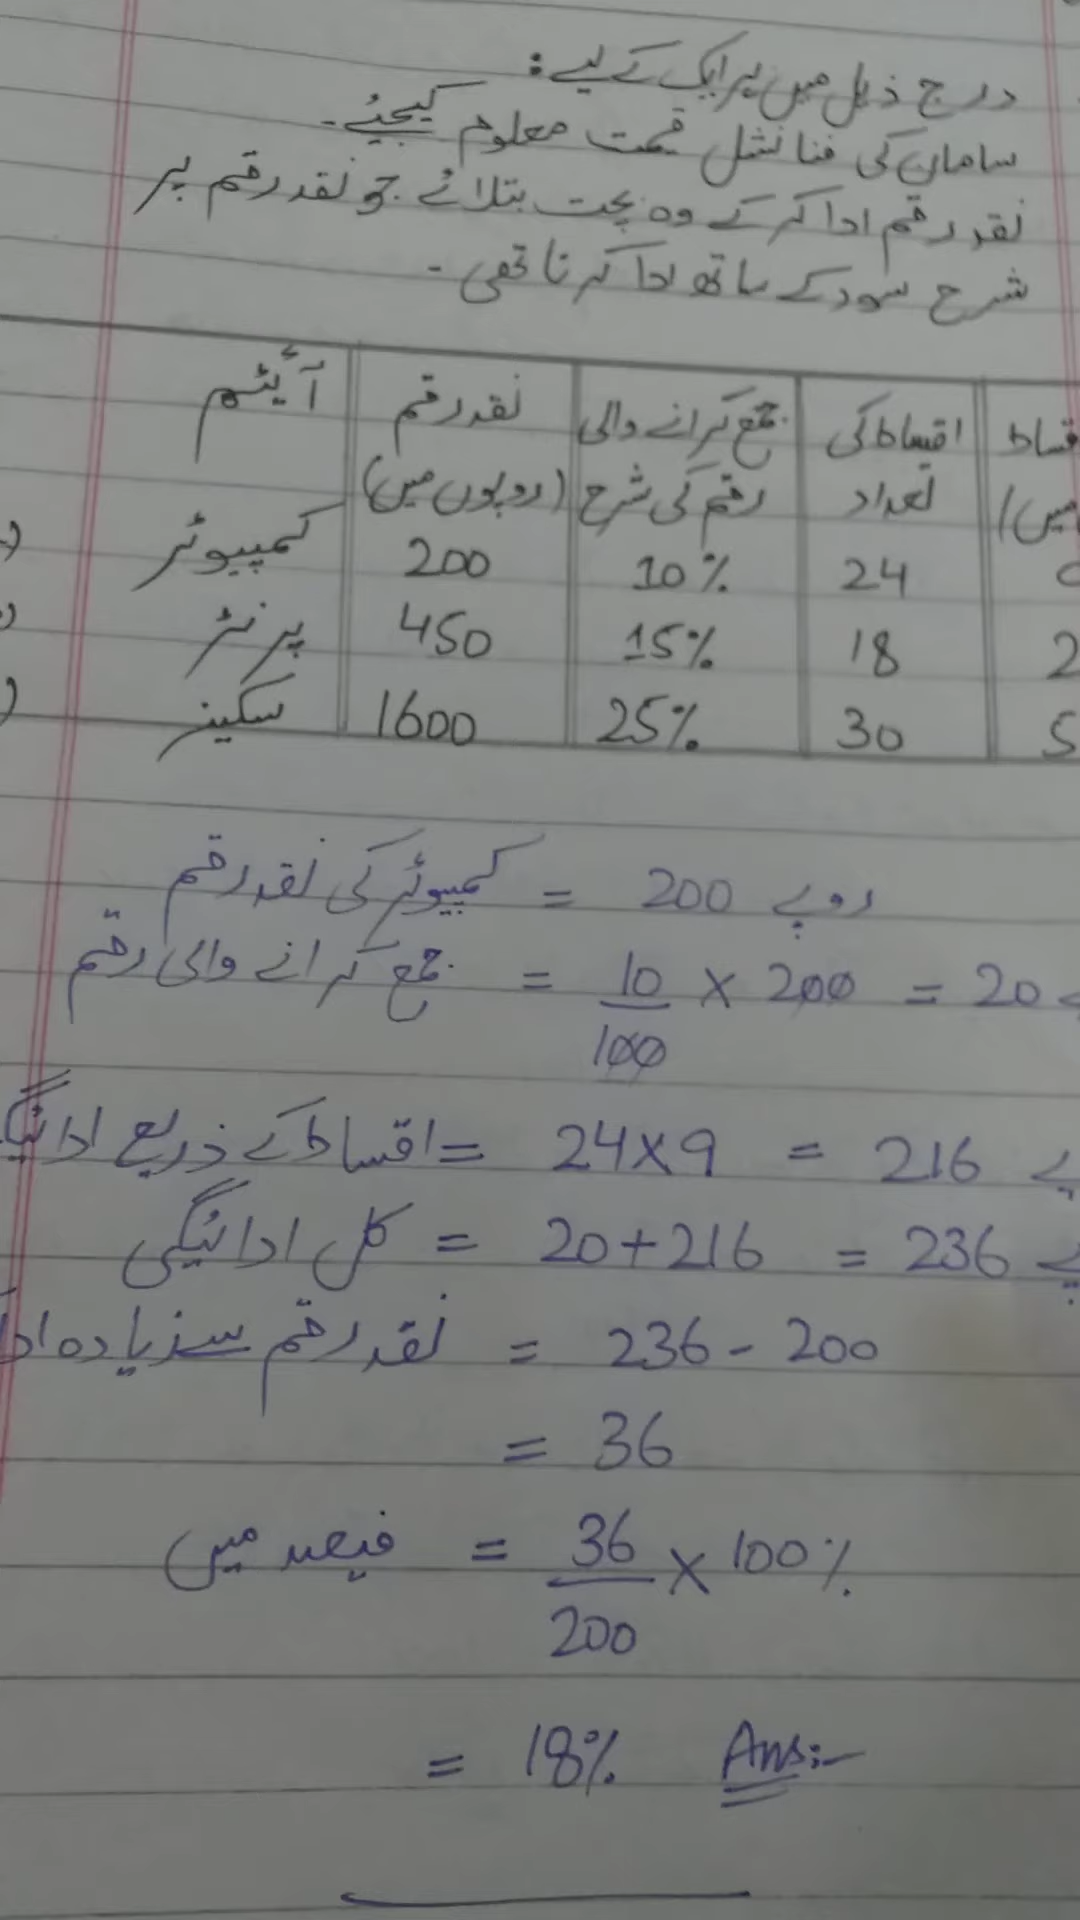 درج ذیل میں ہر ایک کے لیے:
سامان کی فنانشل قیمت معلوم کیجئے۔
نقد رقم ادا کر کے وہ بچت بتلائے جو نقد رقم پر
شرح سود کے ساتھ ادا کرنا تھی۔
آئیٹم نقد رقم جمع کرانے والی اقساط کی
(روپوں میں) رقم کی شرح تعداد میں)
کمپیوٹر 200 10% 24
پرنٹر 450 15% 18 2
سکینر 1600 25% 30 5
کمپیوٹر کی نقد رقم = 200 روپے
جمع کرانے والی رقم = 10/100 × 200 = 20
اقساط کے ذریعے = 24×9 = 216
کل ادائیگی = 20+216 = 236
نقد رقم سے زیادہ = 236 - 200
= 36
فیصد میں = 36/200 × 100%
= 18% Ans:-